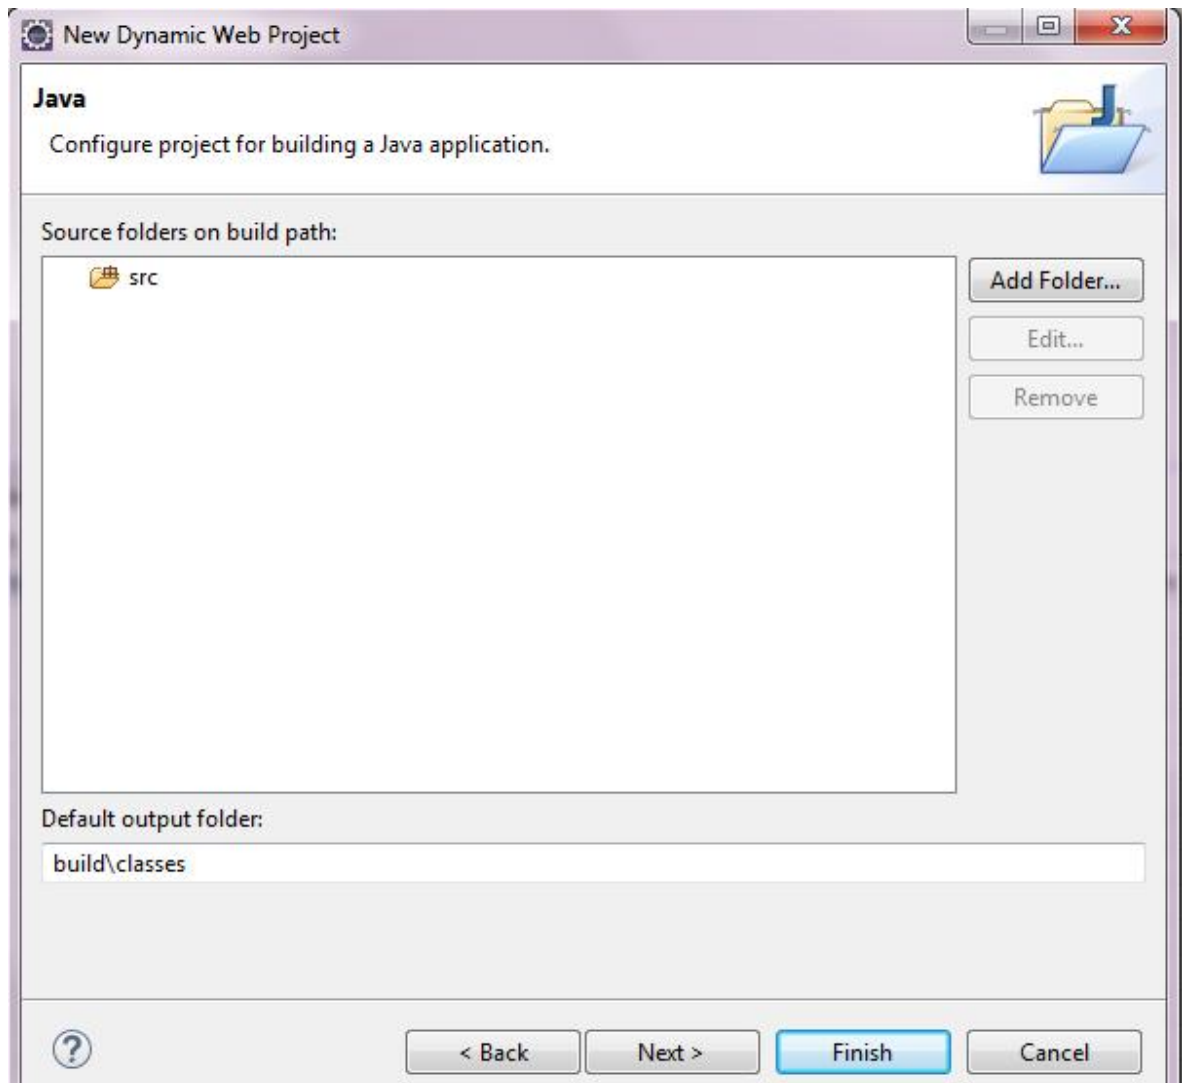 New Dynamic Web Project
Java
Configure project for building a Java application.
Source folders on build path:
src
Add Folder...
Edit...
Remove
Default output folder:
build\classes
< Back
Next >
Finish
Cancel